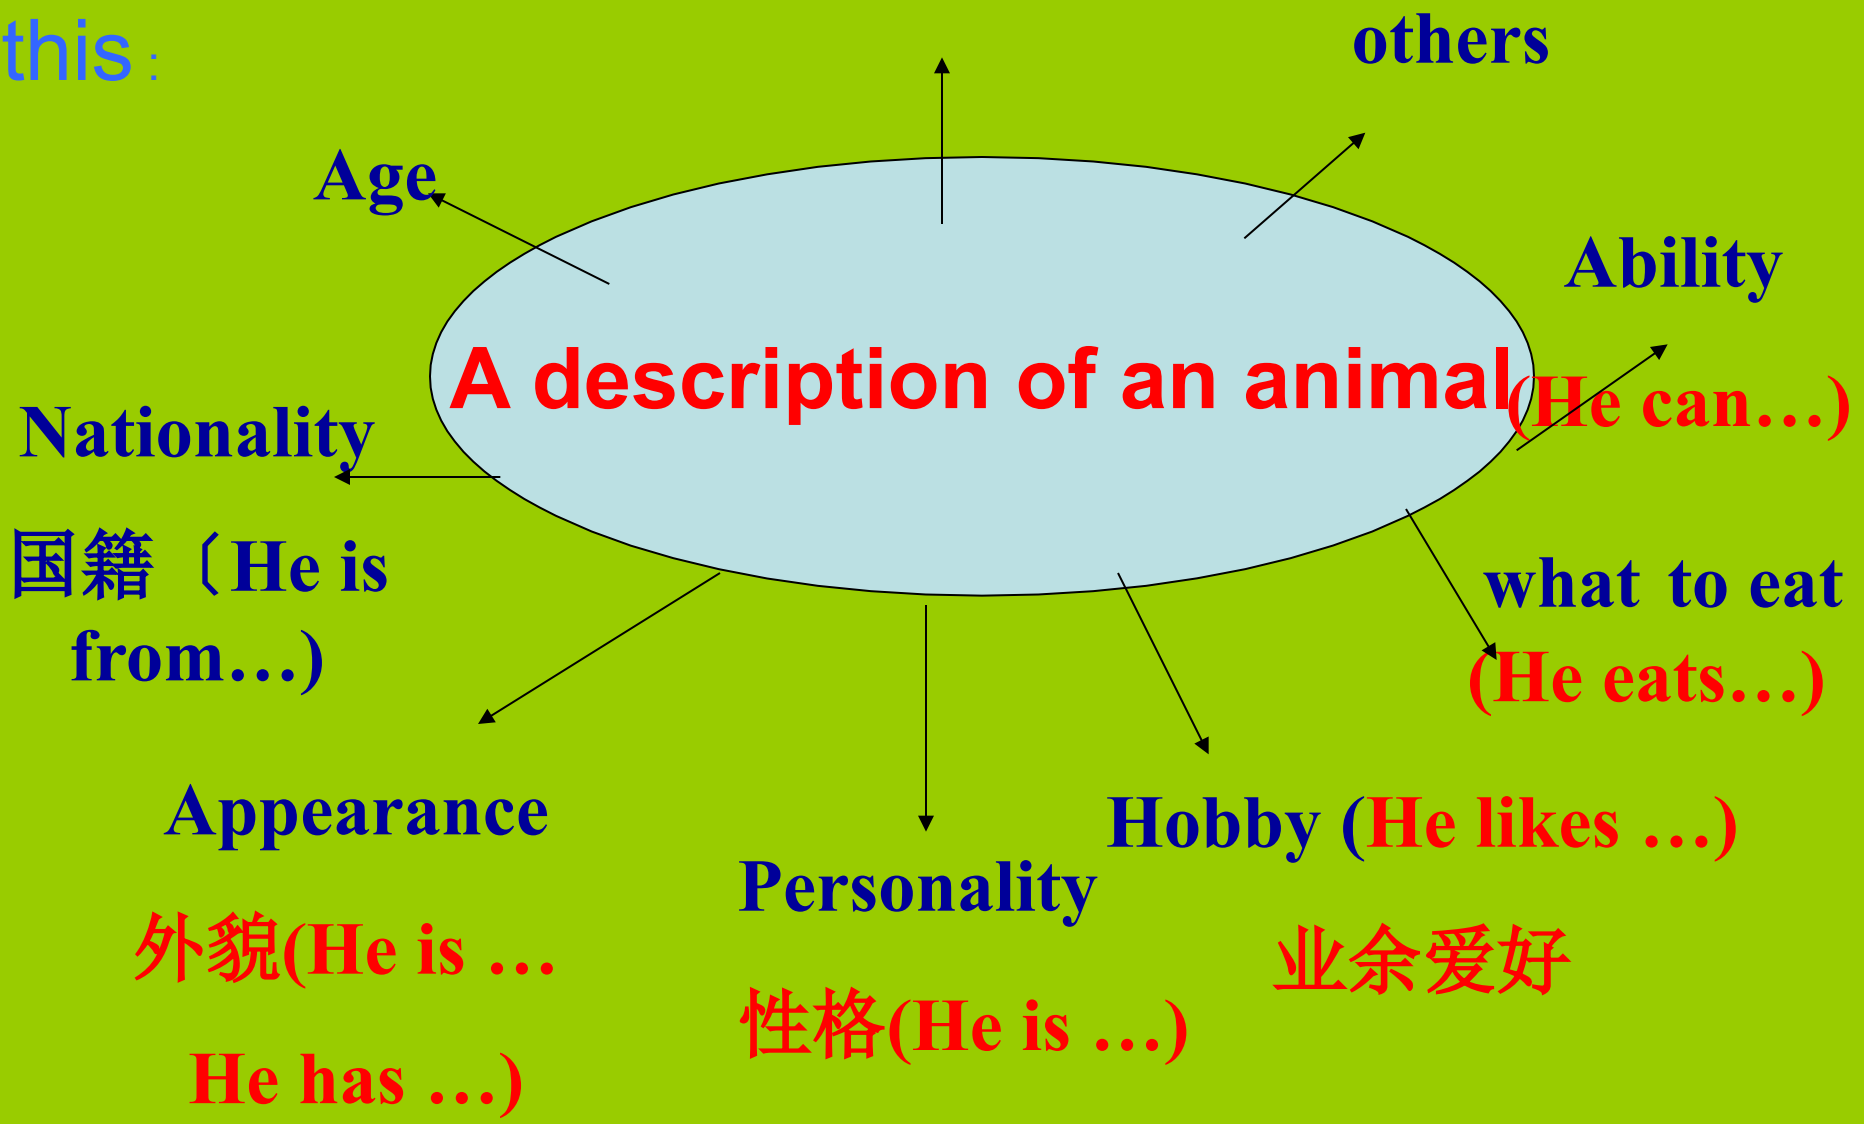 this:
others
Age
Ability
A description of an animal
(He can…)
Nationality
国籍〔He is
from…)
what to eat
(He eats…)
Appearance
外貌(He is …
He has …)
Personality
性格(He is …)
Hobby (He likes …)
业余爱好